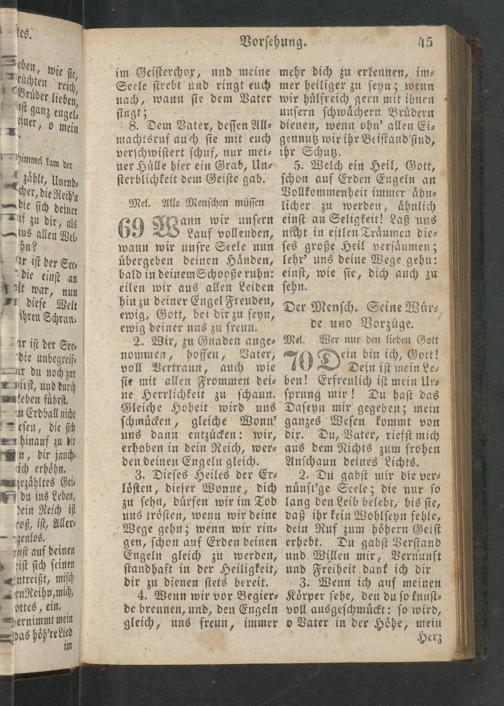 Vorsehung. 45
im Geisterchor, und meine
Seele strebt und ringt euch
nach, wann sie dem Vater
singt;
8. Dem Vater, dessen All-
machtsruf auch sie mit euch
verschwistert schuf, nur mei-
ner Hülle hier ein Grab, Un-
sterblichkeit dem Geiste gab.
Mel. Alle Menschen müssen
69 Wann wir unsern
Lauf vollenden,
wann wir unsre Seele nun
übergeben deinen Händen,
bald in deinem Schooße ruhn:
eilen wir aus allen Leiden
hin zu deiner Engel Freuden,
ewig, Gott, bei dir zu seyn,
ewig deiner uns zu freun.
2. Wir, zu Gnaden ange-
nommen, hoffen, Vater,
voll Vertraun, auch wie
sie mit allen Frommen dei-
ne Herrlichkeit zu schaun.
Gleiche Hoheit wird uns
schmücken, gleiche Wonn'
uns dann entzücken: wir,
erhoben in dein Reich, wer-
den deinen Engeln gleich.
3. Dieses Heiles der Er-
lösten, dieser Wonne, dich
zu sehn, dürfen wir im Tod
uns trösten, wenn wir deine
Wege gehn; wenn wir rin-
gen, schon auf Erden deinen
Engeln gleich zu werden,
standhaft in der Heiligkeit,
dir zu dienen stets bereit.
4. Wenn wir vor Begier-
de brennen, und, den Engeln
gleich, uns freun, immer
mehr dich zu erkennen, im-
mer heiliger zu seyn; wenn
wir hülfreich gern mit ihnen
unsern schwächern Brüdern
dienen, wenn ohn' allen Ei-
gennutz wir ihr Beistand sind,
ihr Schutz.
5. Welch ein Heil, Gott,
schon auf Erden Engeln an
Vollkommenheit immer ähn-
licher zu werden, ähnlich
einst an Seligkeit! Laß uns
nicht in eitlen Träumen die-
ses große Heil versäumen;
lehr' uns deine Wege gehn:
einst, wie sie, dich auch zu
sehn.
Der Mensch. Seine Wür-
de und Vorzüge.
Mel. Wer nur den lieben Gott
70 Dein bin ich, Gott!
Dein ist mein Le-
ben! Erfreulich ist mein Ur-
sprung mir! Du hast das
Daseyn mir gegeben; mein
ganzes Wesen kommt von
dir. Du, Vater, riefst mich
aus dem Nichts zum frohen
Anschaun deines Lichts.
2. Du gabst mir die ver-
nünft'ge Seele; die nur so
lang den Leib belebt, bis sie,
daß ihr kein Wohlseyn fehle,
dein Ruf zum höhern Geist
erhebt. Du gabst Verstand
und Willen mir, Vernunft
und Freiheit dank ich dir
3. Wenn ich auf meinen
Körper sehe, den du so kunst-
voll ausgeschmückt: so wird,
o Vater in der Höhe, mein
Herz